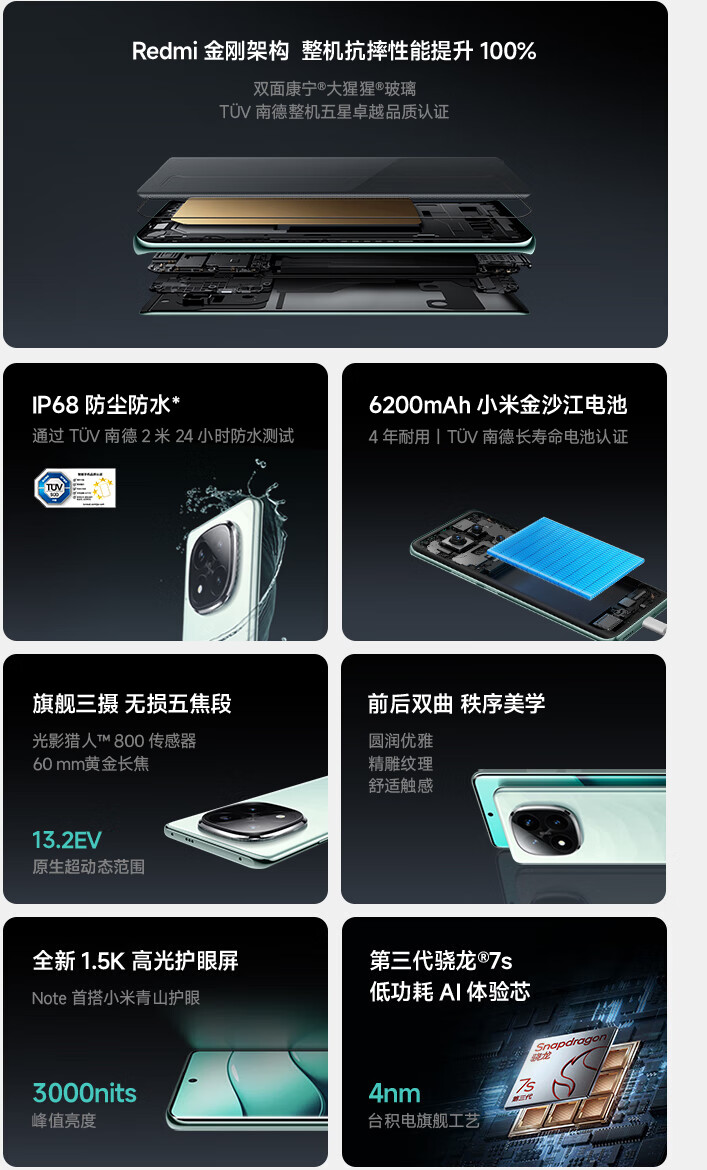 Redmi 金刚架构 整机抗摔性能提升 100%
双面康宁®大猩猩®玻璃
TÜV 南德整机五星卓越品质认证
IP68 防尘防水*
通过 TÜV 南德 2 米 24 小时防水测试
TÜV
SÜD
6200mAh 小米金沙江电池
4 年耐用 | TÜV 南德长寿命电池认证
旗舰三摄 无损五焦段
光影猎人™ 800 传感器
60 mm黄金长焦
13.2EV
原生超动态范围
前后双曲 秩序美学
圆润优雅
精雕纹理
舒适触感
全新 1.5K 高光护眼屏
Note 首搭小米青山护眼
3000nits
峰值亮度
第三代骁龙®7s
低功耗 AI 体验芯
Snapdragon
骁龙
7s
第三代
4nm
台积电旗舰工艺